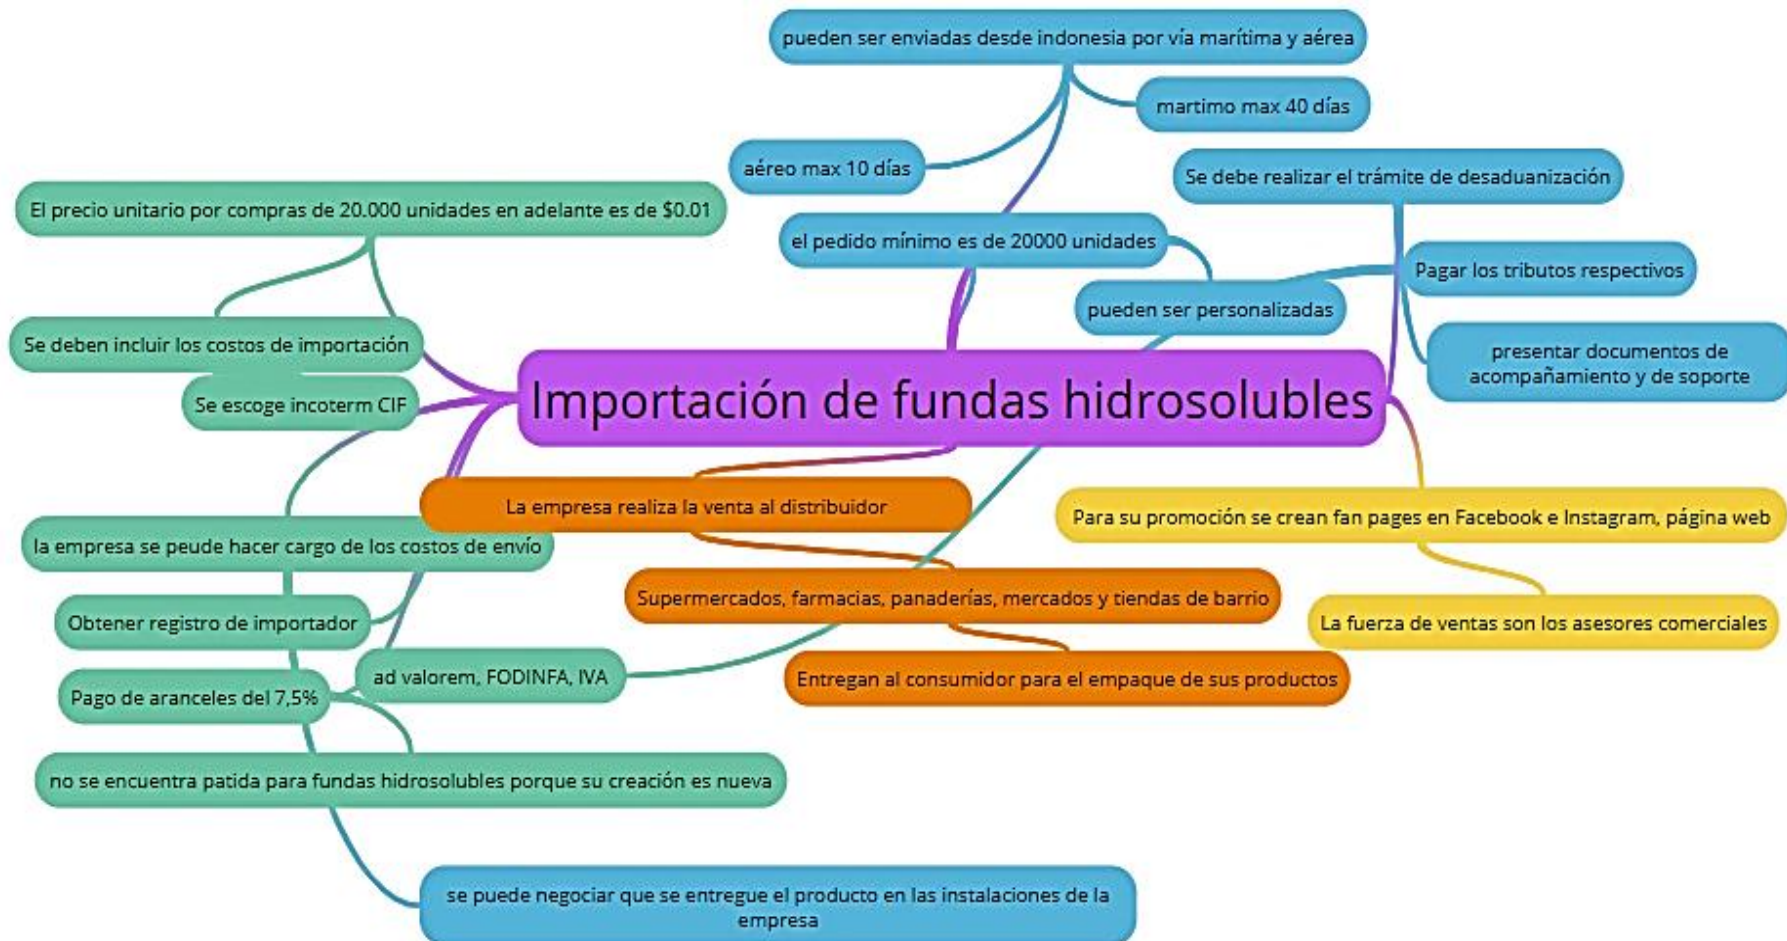 pueden ser enviadas desde indonesia por vía marítima y aérea
martimo max 40 días
aéreo max 10 días
Se debe realizar el trámite de desaduanización
El precio unitario por compras de 20.000 unidades en adelante es de $0.01
el pedido mínimo es de 20000 unidades
Pagar los tributos respectivos
pueden ser personalizadas
Se deben incluir los costos de importación
presentar documentos de
acompañamiento y de soporte
Se escoge incoterm CIF
Importación de fundas hidrosolubles
La empresa realiza la venta al distribuidor
Para su promoción se crean fan pages en Facebook e Instagram, página web
la empresa se peude hacer cargo de los costos de envío
Supermercados, farmacias, panaderías, mercados y tiendas de barrio
Obtener registro de importador
La fuerza de ventas son los asesores comerciales
ad valorem, FODINFA, IVA
Entregan al consumidor para el empaque de sus productos
Pago de aranceles del 7,5%
no se encuentra patida para fundas hidrosolubles porque su creación es nueva
se puede negociar que se entregue el producto en las instalaciones de la
empresa